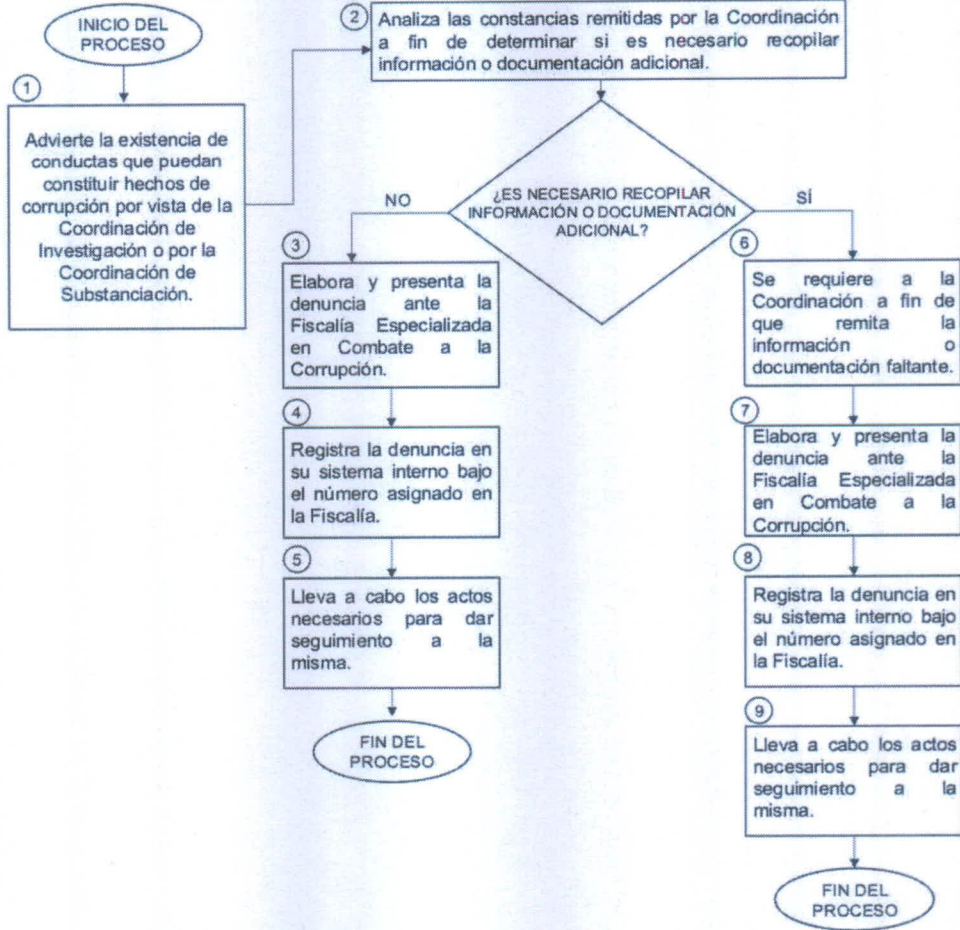 INICIO DEL
PROCESO
1
Advierte la existencia de
conductas que puedan
constituir hechos de
corrupción por vista de la
Coordinación de
Investigación o por la
Coordinación de
Substanciación.
2
Analiza las constancias remitidas por la Coordinación
a fin de determinar si es necesario recopilar
información o documentación adicional.
¿ES NECESARIO RECOPILAR
INFORMACIÓN O DOCUMENTACIÓN
ADICIONAL?
NO
3
Elabora y presenta la
denuncia ante la
Fiscalía Especializada
en Combate a la
Corrupción.
4
Registra la denuncia en
su sistema interno bajo
el número asignado en
la Fiscalía.
5
Lleva a cabo los actos
necesarios para dar
seguimiento a la
misma.
FIN DEL
PROCESO
SÍ
6
Se requiere a la
Coordinación a fin de
que remita la
información o
documentación faltante.
7
Elabora y presenta la
denuncia ante la
Fiscalía Especializada
en Combate a la
Corrupción.
8
Registra la denuncia en
su sistema interno bajo
el número asignado en
la Fiscalía.
9
Lleva a cabo los actos
necesarios para dar
seguimiento a la
misma.
FIN DEL
PROCESO